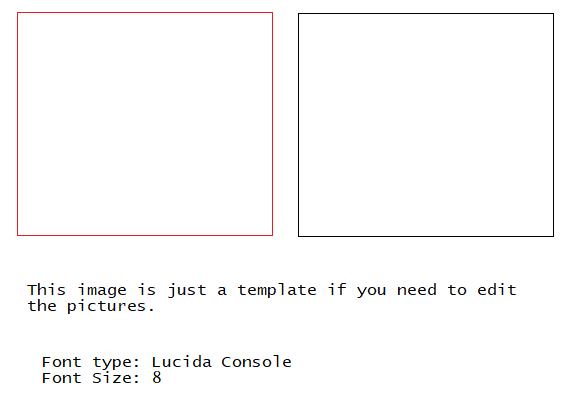 This image is just a template if you need to edit
the pictures.
Font type: Lucida Console
Font Size: 8